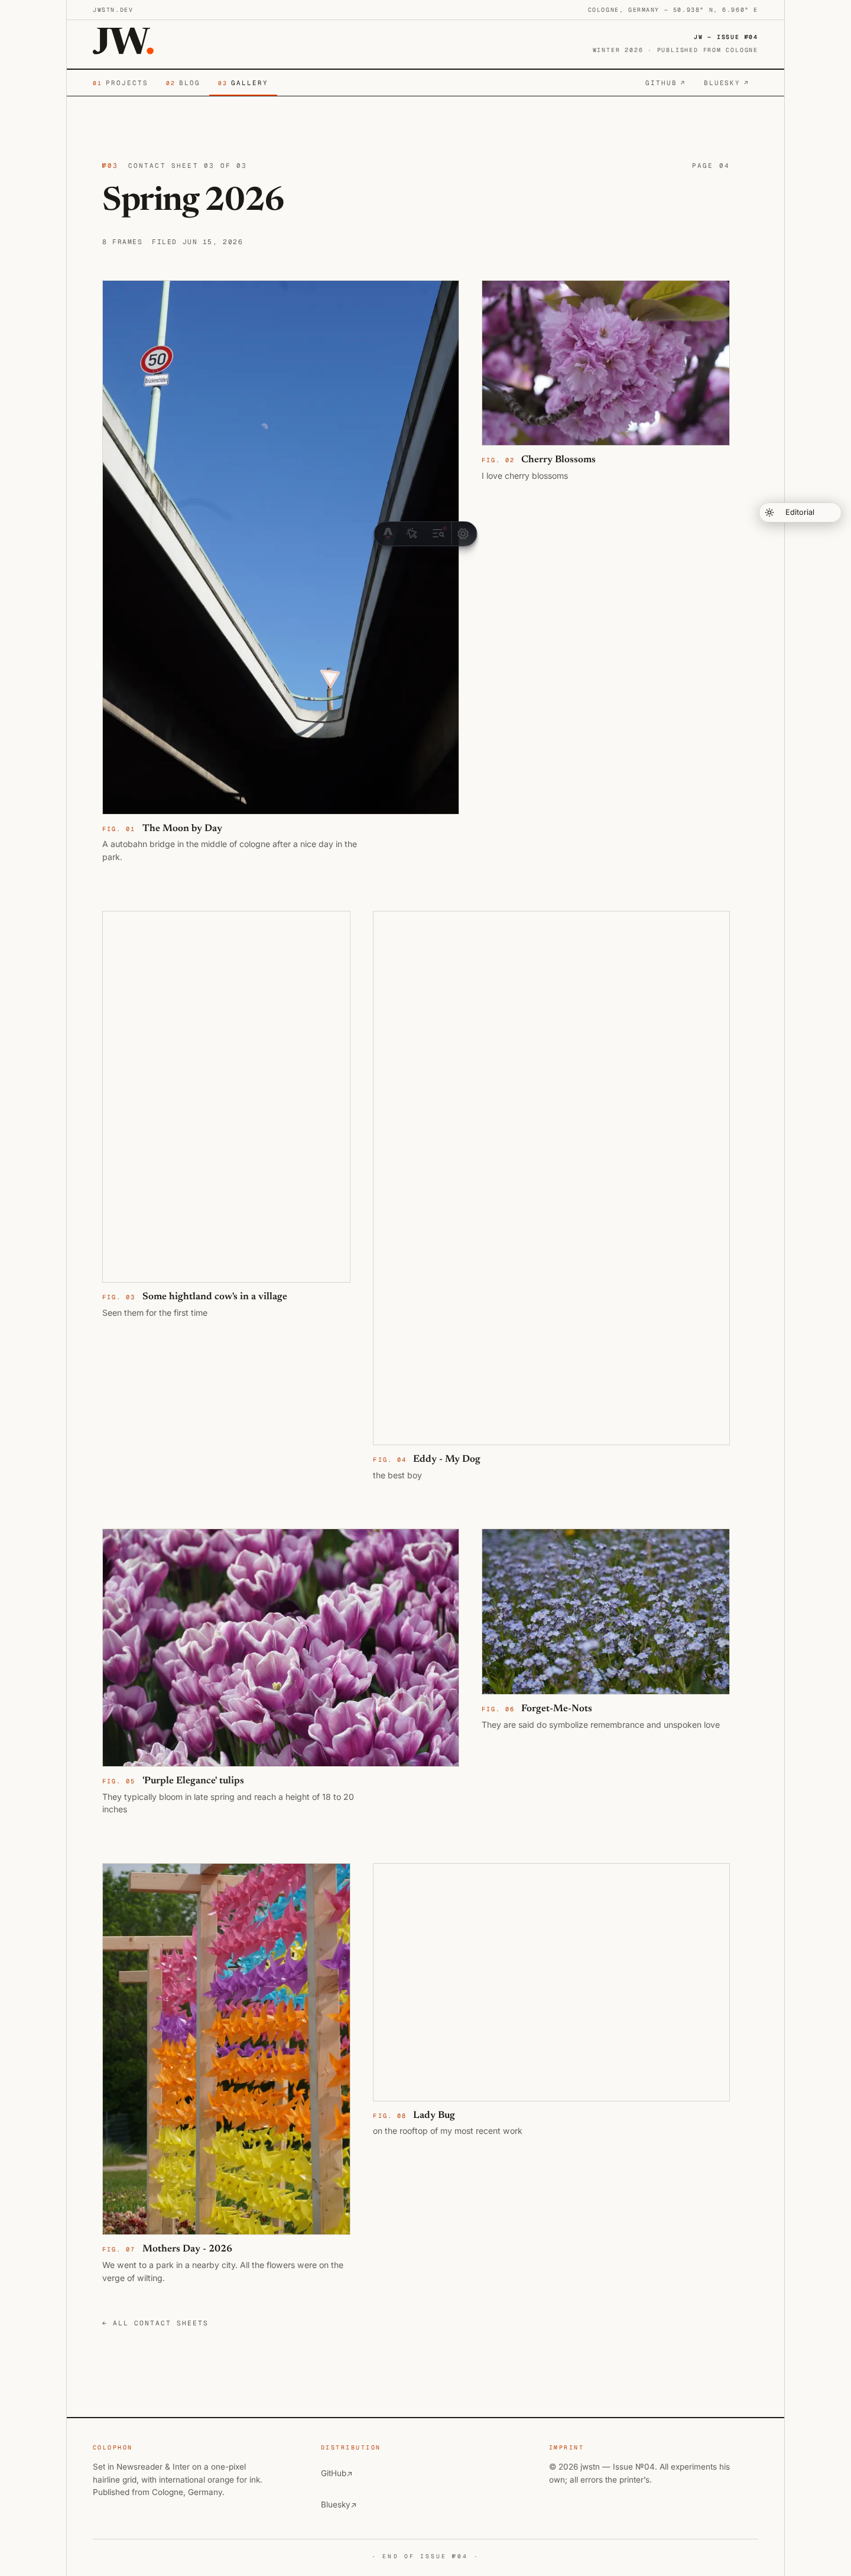 JWSTN.DEV
COLOGNE, GERMANY — 50.938° N, 6.960° E
JW.
JW — ISSUE №04
WINTER 2026 · PUBLISHED FROM COLOGNE
01 PROJECTS 02 BLOG 03 GALLERY
GITHUB ↗ BLUESKY ↗
№03 CONTACT SHEET 03 OF 03
PAGE 04
Spring 2026
8 FRAMES FILED JUN 15, 2026
50
FIG. 02 Cherry Blossoms
I love cherry blossoms
Editorial
FIG. 01 The Moon by Day
A autobahn bridge in the middle of cologne after a nice day in the
park.
FIG. 03 Some hightland cow's in a village
Seen them for the first time
FIG. 04 Eddy - My Dog
the best boy
FIG. 05 'Purple Elegance' tulips
They typically bloom in late spring and reach a height of 18 to 20
inches
FIG. 06 Forget-Me-Nots
They are said do symbolize remembrance and unspoken love
FIG. 07 Mothers Day - 2026
We went to a park in a nearby city. All the flowers were on the
verge of wilting.
FIG. 08 Lady Bug
on the rooftop of my most recent work
← ALL CONTACT SHEETS
COLOPHON
Set in Newsreader & Inter on a one-pixel
hairline grid, with international orange for ink.
Published from Cologne, Germany.
DISTRIBUTION
GitHub↗
Bluesky↗
IMPRINT
© 2026 jwstn — Issue №04. All experiments his
own; all errors the printer's.
· END OF ISSUE №04 ·